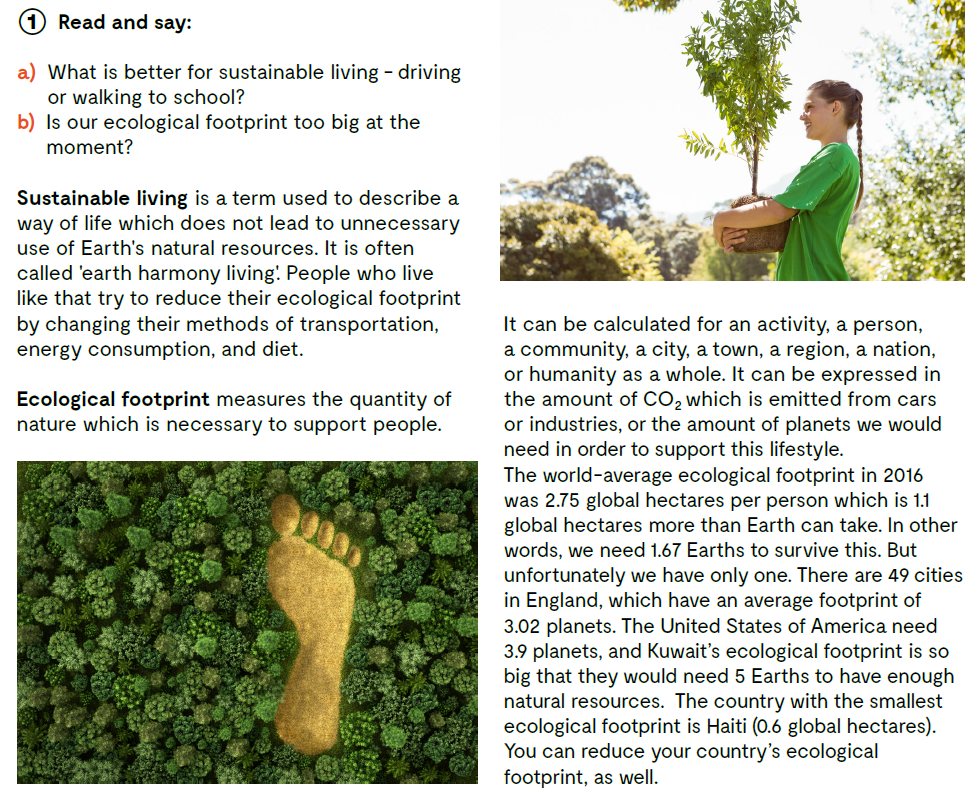 1 Read and say:
a) What is better for sustainable living - driving
or walking to school?
b) Is our ecological footprint too big at the
moment?
Sustainable living is a term used to describe a
way of life which does not lead to unnecessary
use of Earth's natural resources. It is often
called 'earth harmony living'. People who live
like that try to reduce their ecological footprint
by changing their methods of transportation,
energy consumption, and diet.
Ecological footprint measures the quantity of
nature which is necessary to support people.
It can be calculated for an activity, a person,
a community, a city, a town, a region, a nation,
or humanity as a whole. It can be expressed in
the amount of CO₂ which is emitted from cars
or industries, or the amount of planets we would
need in order to support this lifestyle.
The world-average ecological footprint in 2016
was 2.75 global hectares per person which is 1.1
global hectares more than Earth can take. In other
words, we need 1.67 Earths to survive this. But
unfortunately we have only one. There are 49 cities
in England, which have an average footprint of
3.02 planets. The United States of America need
3.9 planets, and Kuwait's ecological footprint is so
big that they would need 5 Earths to have enough
natural resources. The country with the smallest
ecological footprint is Haiti (0.6 global hectares).
You can reduce your country's ecological
footprint, as well.